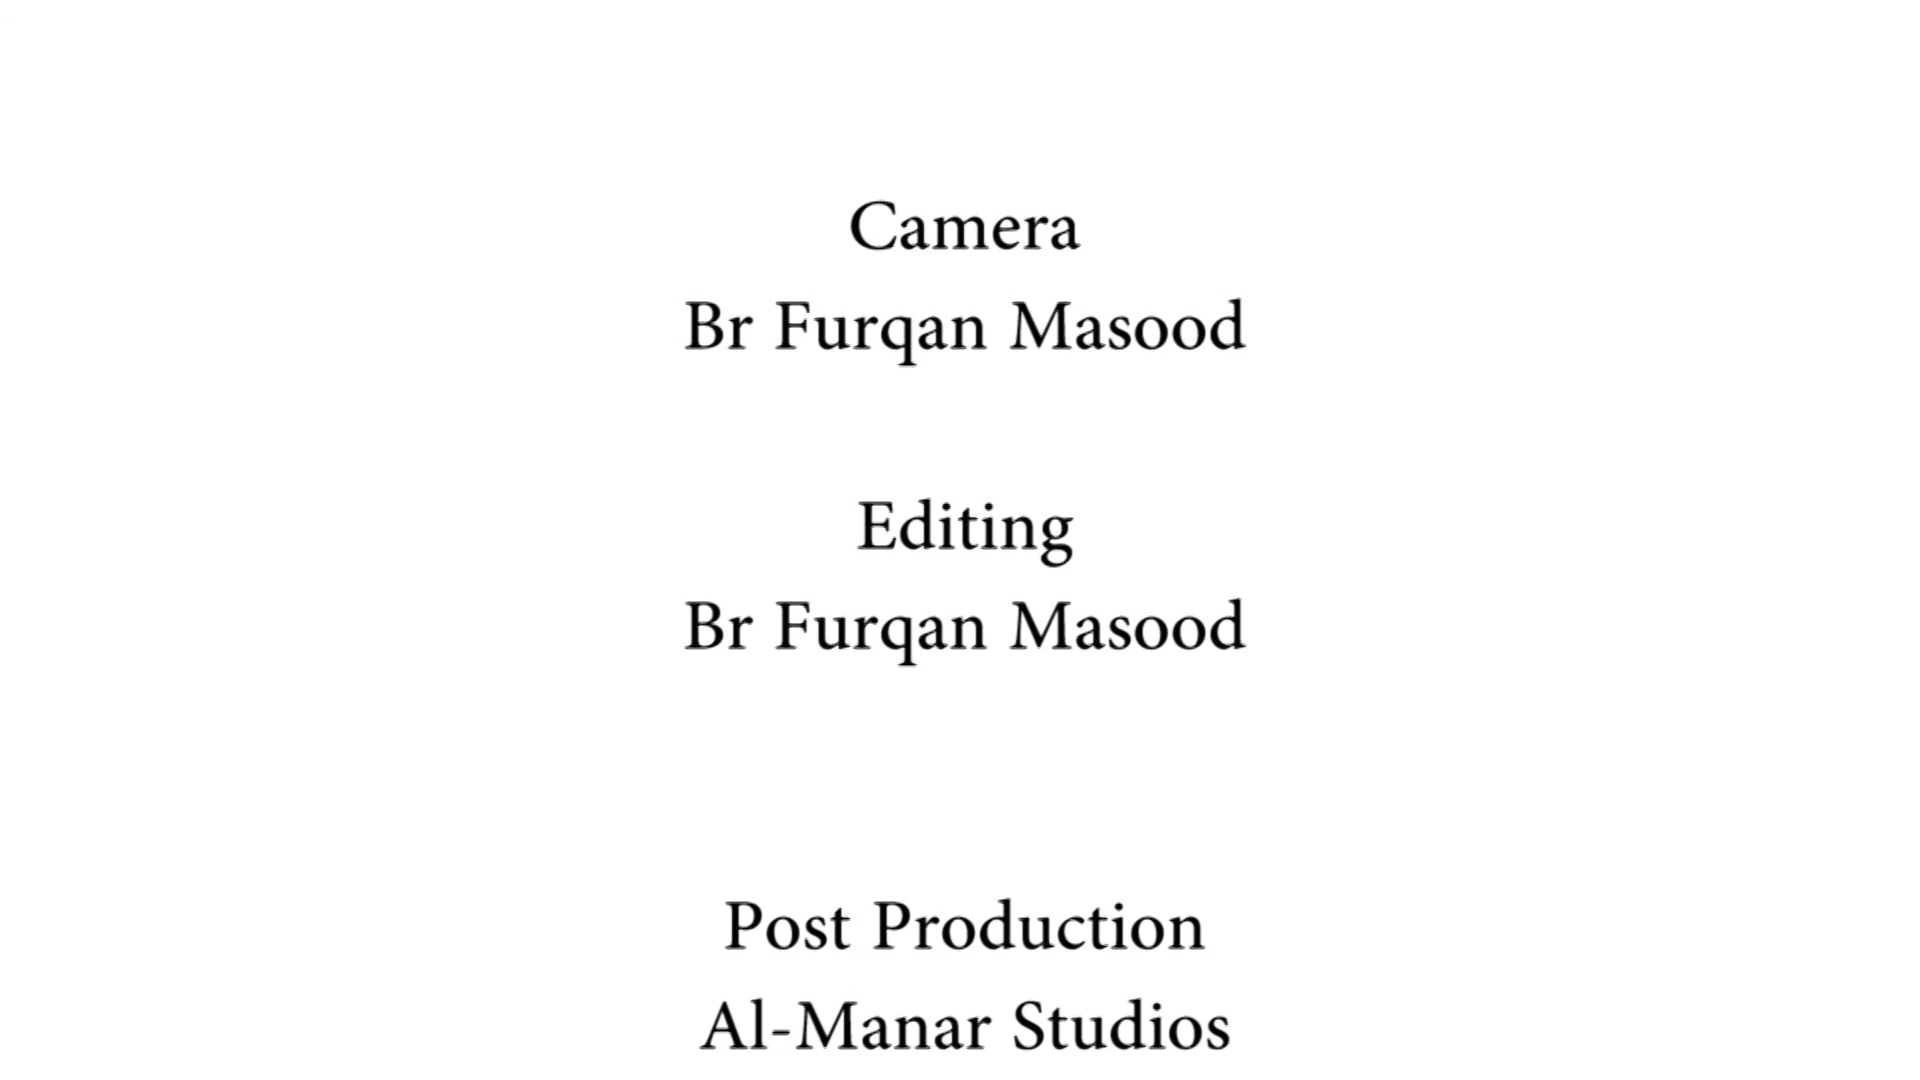 Camera
Br Furqan Masood
Editing
Br Furqan Masood
Post Production
Al-Manar Studios